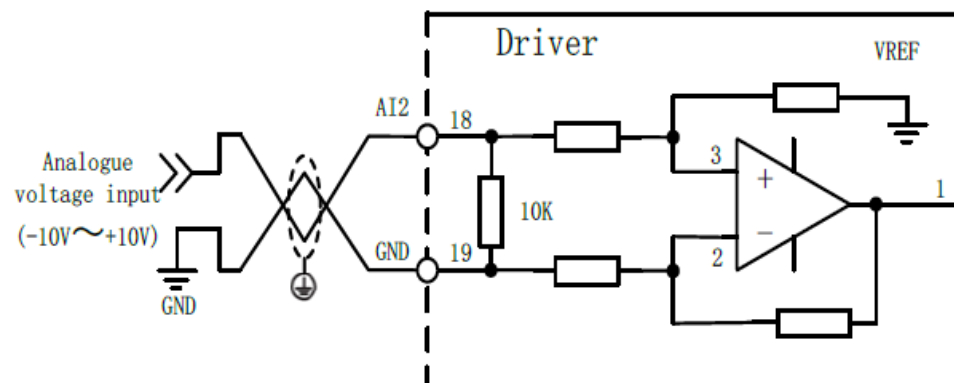 Driver
VREF
AI2
18
Analogue
voltage input
(-10V～+10V)
3
+
1
10K
−
2
GND
19
GND